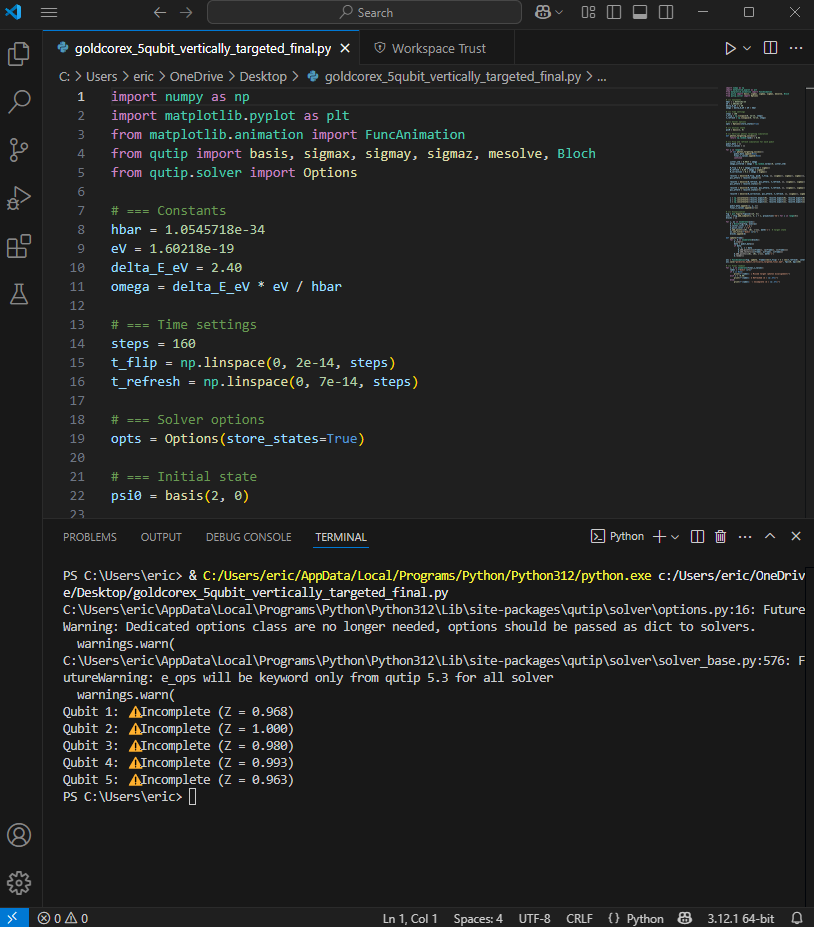 Search
goldcorex_5qubit_vertically_targeted_final.py
Workspace Trust
C: > Users > eric > OneDrive > Desktop > goldcorex_5qubit_vertically_targeted_final.py > ...
1 import numpy as np
2 import matplotlib.pyplot as plt
3 from matplotlib.animation import FuncAnimation
4 from qutip import basis, sigmax, sigmay, sigmaz, mesolve, Bloch
5 from qutip.solver import Options
6
7 # === Constants
8 hbar = 1.0545718e-34
9 eV = 1.60218e-19
10 delta_E_eV = 2.40
11 omega = delta_E_eV * eV / hbar
12
13 # === Time settings
14 steps = 160
15 t_flip = np.linspace(0, 2e-14, steps)
16 t_refresh = np.linspace(0, 7e-14, steps)
17
18 # === Solver options
19 opts = Options(store_states=True)
20
21 # === Initial state
22 psi0 = basis(2, 0)
23
PROBLEMS OUTPUT DEBUG CONSOLE TERMINAL Python
PS C:\Users\eric> & C:/Users/eric/AppData/Local/Programs/Python/Python312/python.exe c:/Users/eric/OneDriv
e/Desktop/goldcorex_5qubit_vertically_targeted_final.py
C:\Users\eric\AppData\Local\Programs\Python\Python312\Lib\site-packages\qutip\solver\options.py:16: Future
Warning: Dedicated options class are no longer needed, options should be passed as dict to solvers.
warnings.warn(
C:\Users\eric\AppData\Local\Programs\Python\Python312\Lib\site-packages\qutip\solver\solver_base.py:576: F
utureWarning: e_ops will be keyword only from qutip 5.3 for all solver
warnings.warn(
Qubit 1: ⚠️Incomplete (Z = 0.968)
Qubit 2: ⚠️Incomplete (Z = 1.000)
Qubit 3: ⚠️Incomplete (Z = 0.980)
Qubit 4: ⚠️Incomplete (Z = 0.993)
Qubit 5: ⚠️Incomplete (Z = 0.963)
PS C:\Users\eric>
0 0 Ln 1, Col 1 Spaces: 4 UTF-8 CRLF {} Python 3.12.1 64-bit